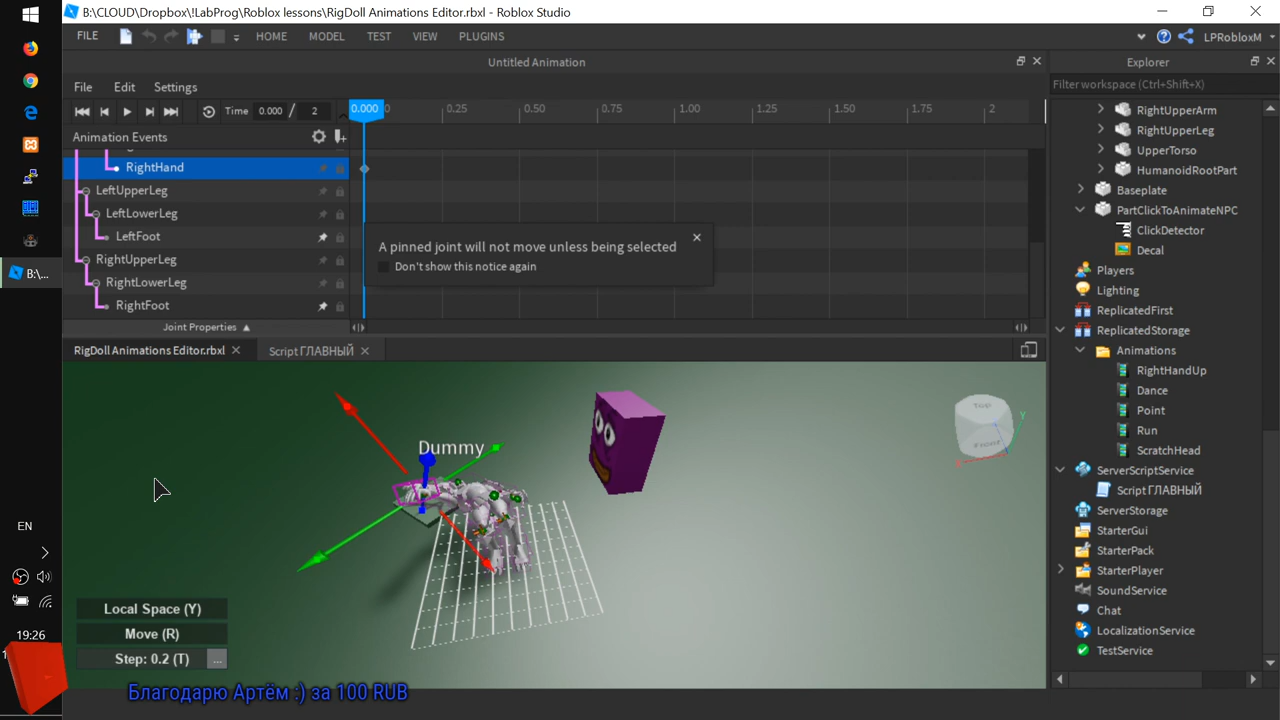 B:\CLOUD\Dropbox\!LabProg\Roblox lessons\RigDoll Animations Editor.rbxl - Roblox Studio
FILE HOME MODEL TEST VIEW PLUGINS LPRobloxM
Untitled Animation
File Edit Settings
Time 0.000 / 2 0.000 0.25 0.50 0.75 1.00 1.25 1.50 1.75 2
Animation Events
RightHand
LeftUpperLeg
LeftLowerLeg
LeftFoot
RightUpperLeg
RightLowerLeg
RightFoot
Joint Properties
A pinned joint will not move unless being selected
Don't show this notice again
RigDoll Animations Editor.rbxl Script ГЛАВНЫЙ
Dummy
Local Space (Y)
Move (R)
Step: 0.2 (T) ...
Благодарю Артём :) за 100 RUB
Explorer
Filter workspace (Ctrl+Shift+X)
RightUpperArm
RightUpperLeg
UpperTorso
HumanoidRootPart
Baseplate
PartClickToAnimateNPC
ClickDetector
Decal
Players
Lighting
ReplicatedFirst
ReplicatedStorage
Animations
RightHandUp
Dance
Point
Run
ScratchHead
ServerScriptService
Script ГЛАВНЫЙ
ServerStorage
StarterGui
StarterPack
StarterPlayer
SoundService
Chat
LocalizationService
TestService
B:\...
EN
19:26